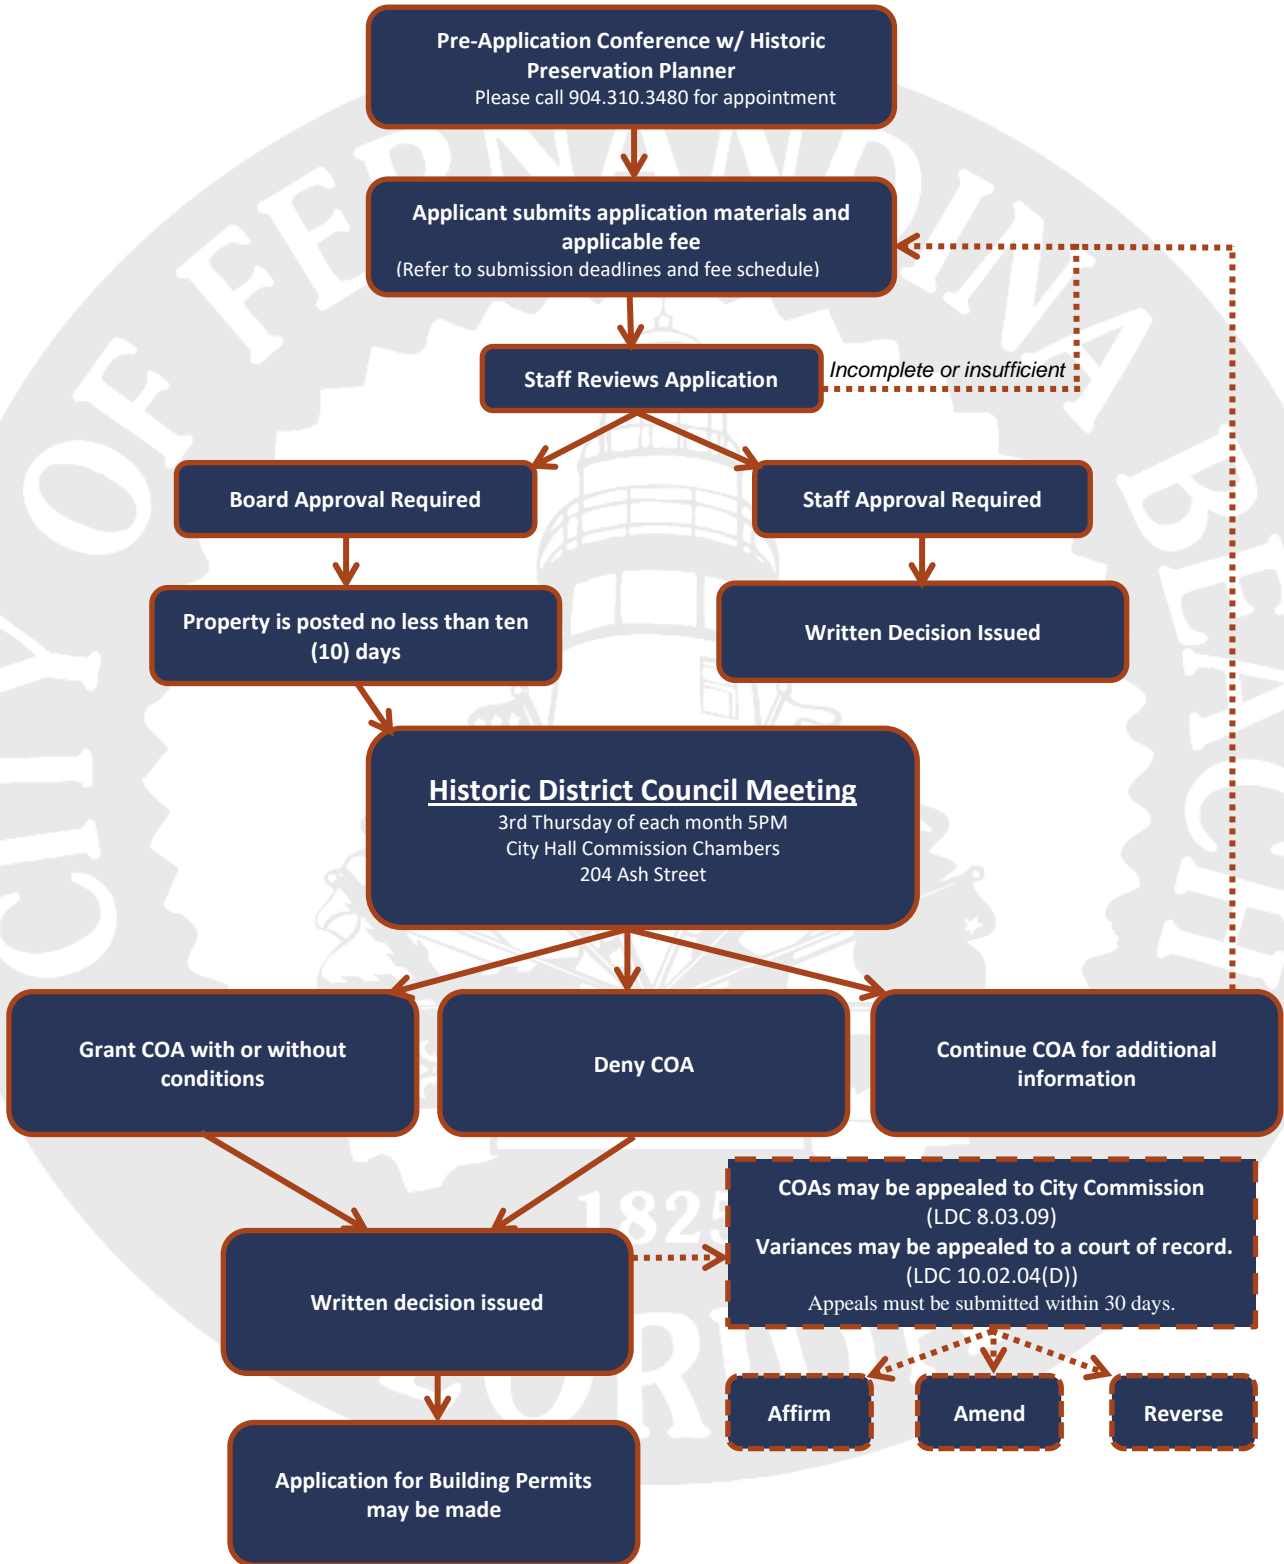 Pre-Application Conference w/ Historic
Preservation Planner
Please call 904.310.3480 for appointment
Applicant submits application materials and
applicable fee
(Refer to submission deadlines and fee schedule)
Staff Reviews Application
Incomplete or insufficient
Board Approval Required
Staff Approval Required
Property is posted no less than ten
(10) days
Written Decision Issued
Historic District Council Meeting
3rd Thursday of each month 5PM
City Hall Commission Chambers
204 Ash Street
Grant COA with or without
conditions
Deny COA
Continue COA for additional
information
COAs may be appealed to City Commission
(LDC 8.03.09)
Variances may be appealed to a court of record.
(LDC 10.02.04(D))
Appeals must be submitted within 30 days.
Written decision issued
Affirm
Amend
Reverse
Application for Building Permits
may be made
CITY OF FERNANDINA BEACH
1825